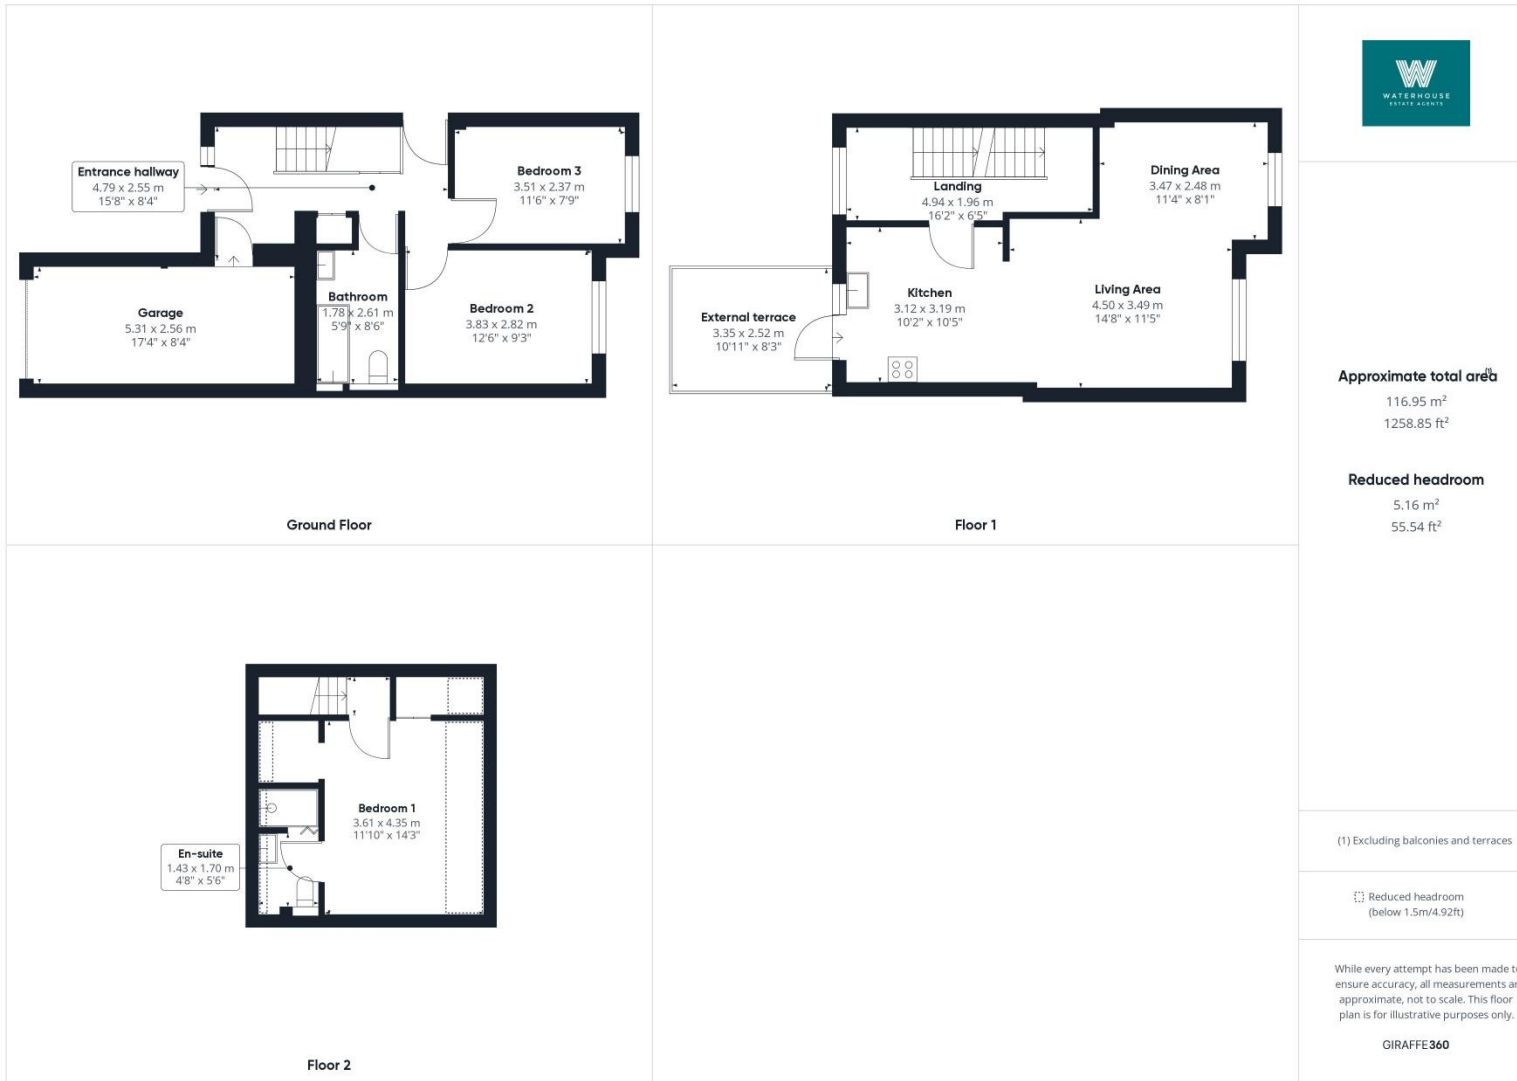 Entrance hallway
4.79 x 2.55 m
15'8" x 8'4"
Bedroom 3
3.51 x 2.37 m
11'6" x 7'9"
Garage
5.31 x 2.56 m
17'4" x 8'4"
Bathroom
1.78 x 2.61 m
5'9" x 8'6"
Bedroom 2
3.83 x 2.82 m
12'6" x 9'3"
Ground Floor
Landing
4.94 x 1.96 m
16'2" x 6'5"
Dining Area
3.47 x 2.48 m
11'4" x 8'1"
External terrace
3.35 x 2.52 m
10'11" x 8'3"
Kitchen
3.12 x 3.19 m
10'2" x 10'5"
Living Area
4.50 x 3.49 m
14'8" x 11'5"
Floor 1
Bedroom 1
3.61 x 4.35 m
11'10" x 14'3"
En-suite
1.43 x 1.70 m
4'8" x 5'6"
Floor 2
WATERHOUSE
ESTATE AGENTS
Approximate total area(1)
116.95 m²
1258.85 ft²
Reduced headroom
5.16 m²
55.54 ft²
(1) Excluding balconies and terraces
Reduced headroom
(below 1.5m/4.92ft)
While every attempt has been made to
ensure accuracy, all measurements ar
approximate, not to scale. This floor
plan is for illustrative purposes only.
GIRAFFE360